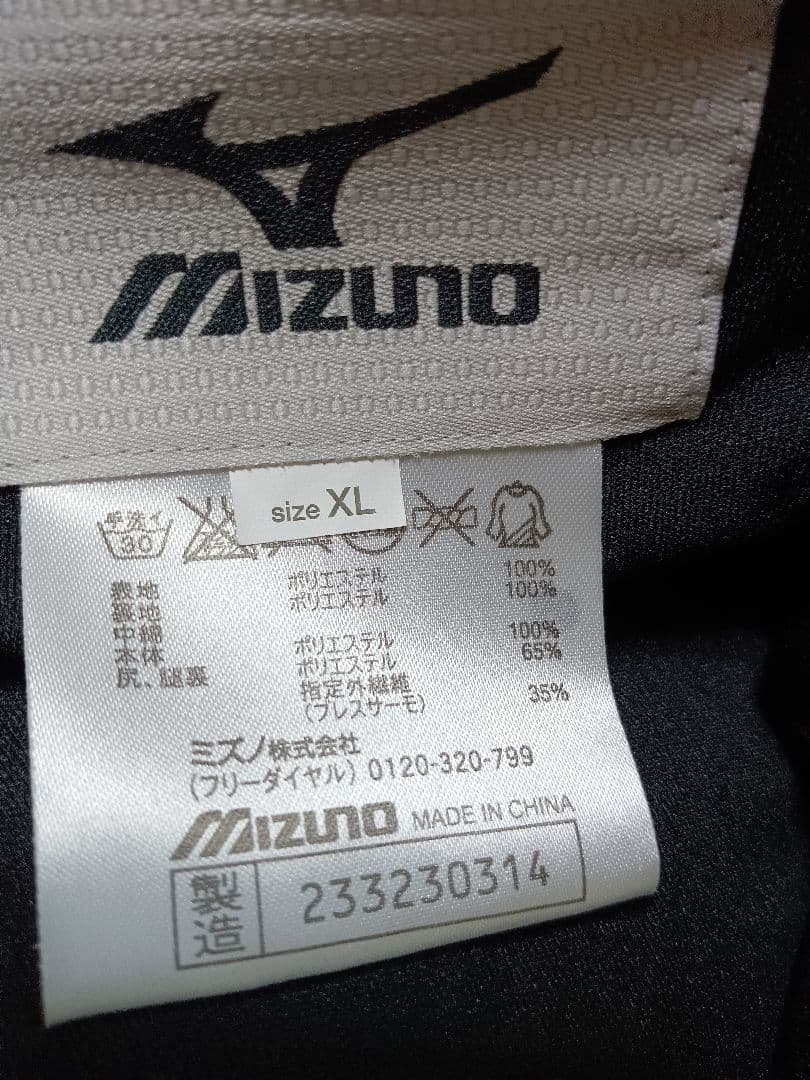 MIZUNO
size XL
手洗イ
30
表地 ポリエステル 100%
裏地 ポリエステル 100%
中綿
本体 ポリエステル 100%
尻、腿裏 ポリエステル 65%
指定外繊維 35%
(ブレスサーモ)
ミズノ株式会社
(フリーダイヤル) 0120-320-799
MIZUNO MADE IN CHINA
製造 233230314